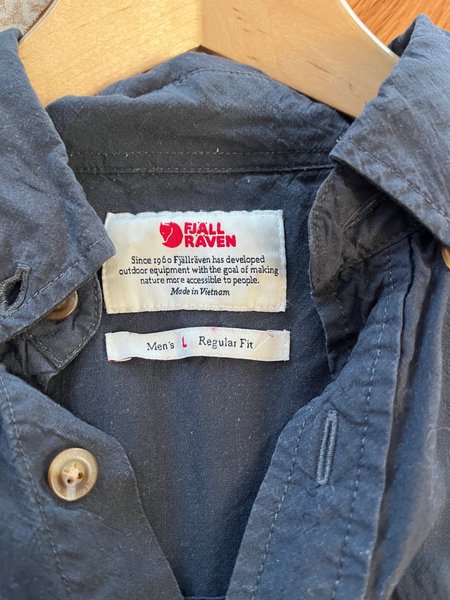 FJÄLL
RÄVEN
Since 1960 Fjällräven has developed
outdoor equipment with the goal of making
nature more accessible to people.
Made in Vietnam
Men's L Regular Fit